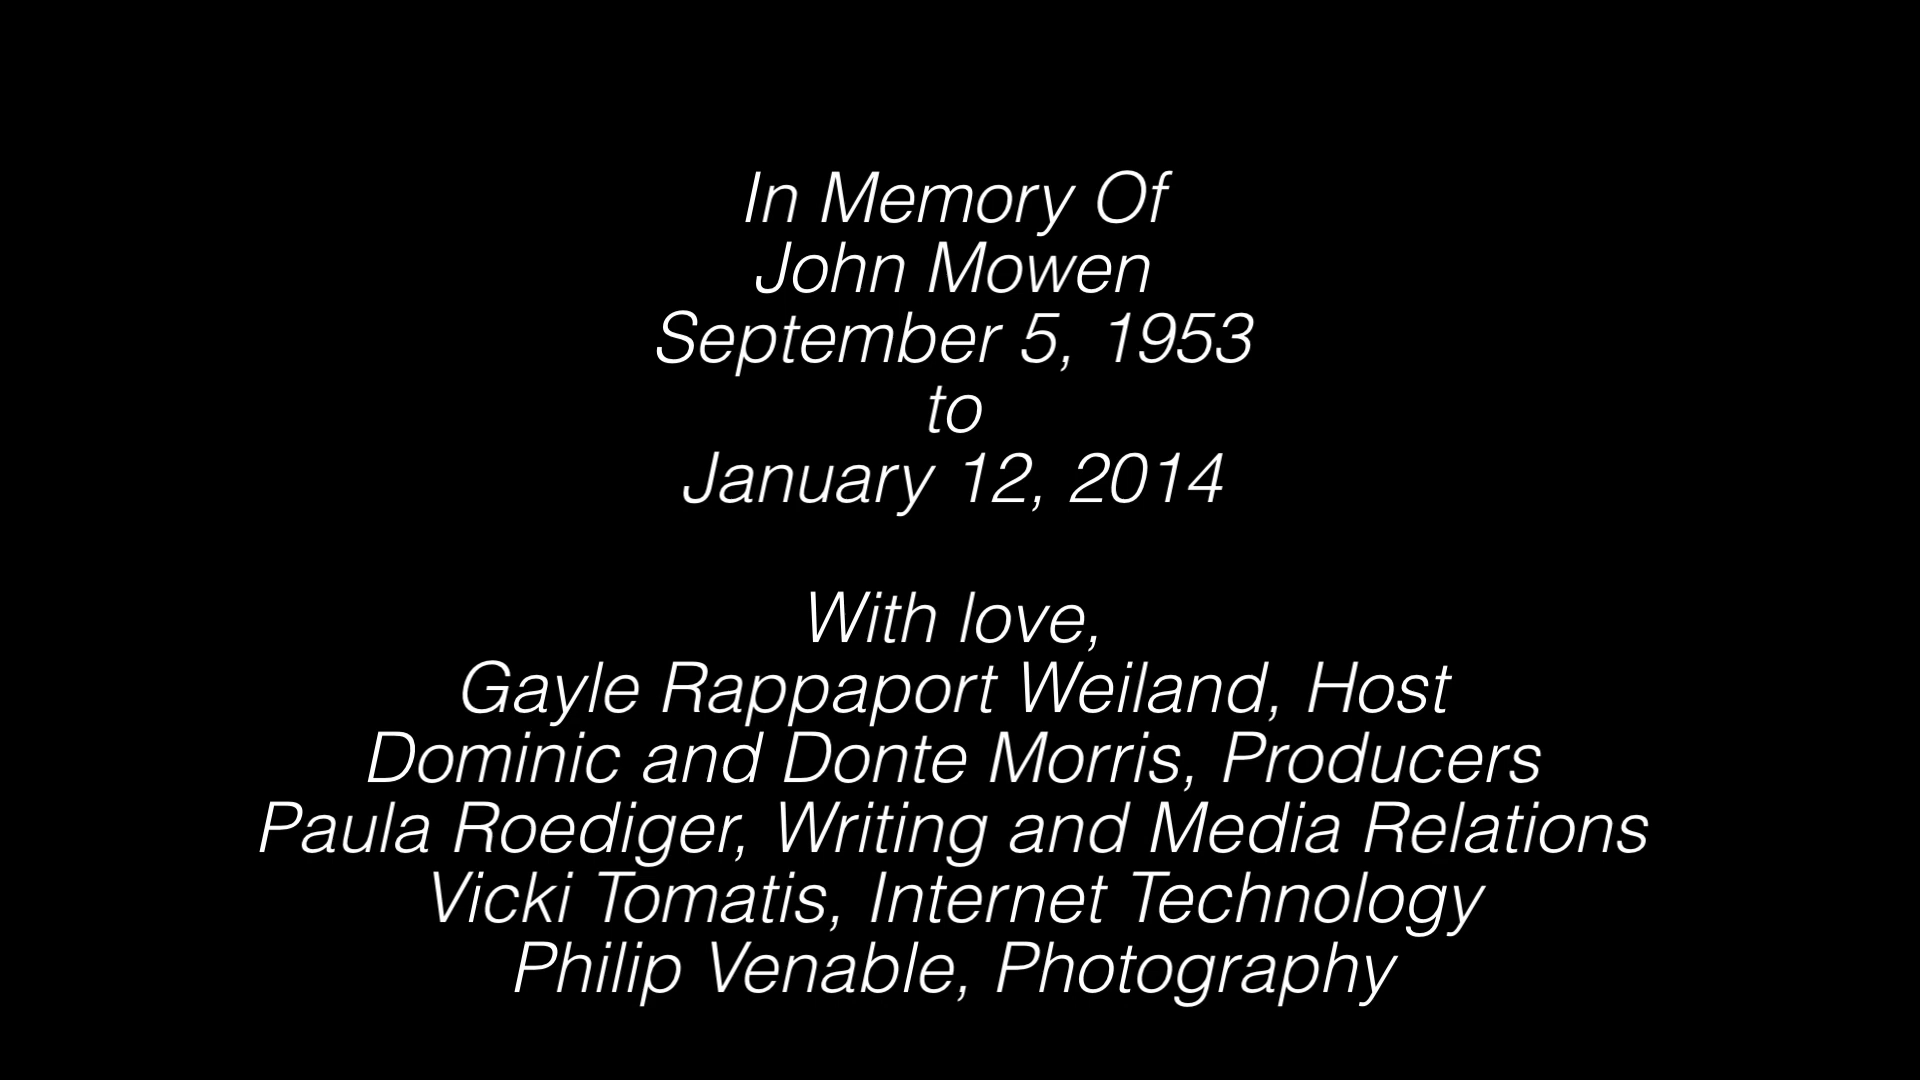 In Memory Of
John Mowen
September 5, 1953
to
January 12, 2014
With love,
Gayle Rappaport Weiland, Host
Dominic and Donte Morris, Producers
Paula Roediger, Writing and Media Relations
Vicki Tomatis, Internet Technology
Philip Venable, Photography